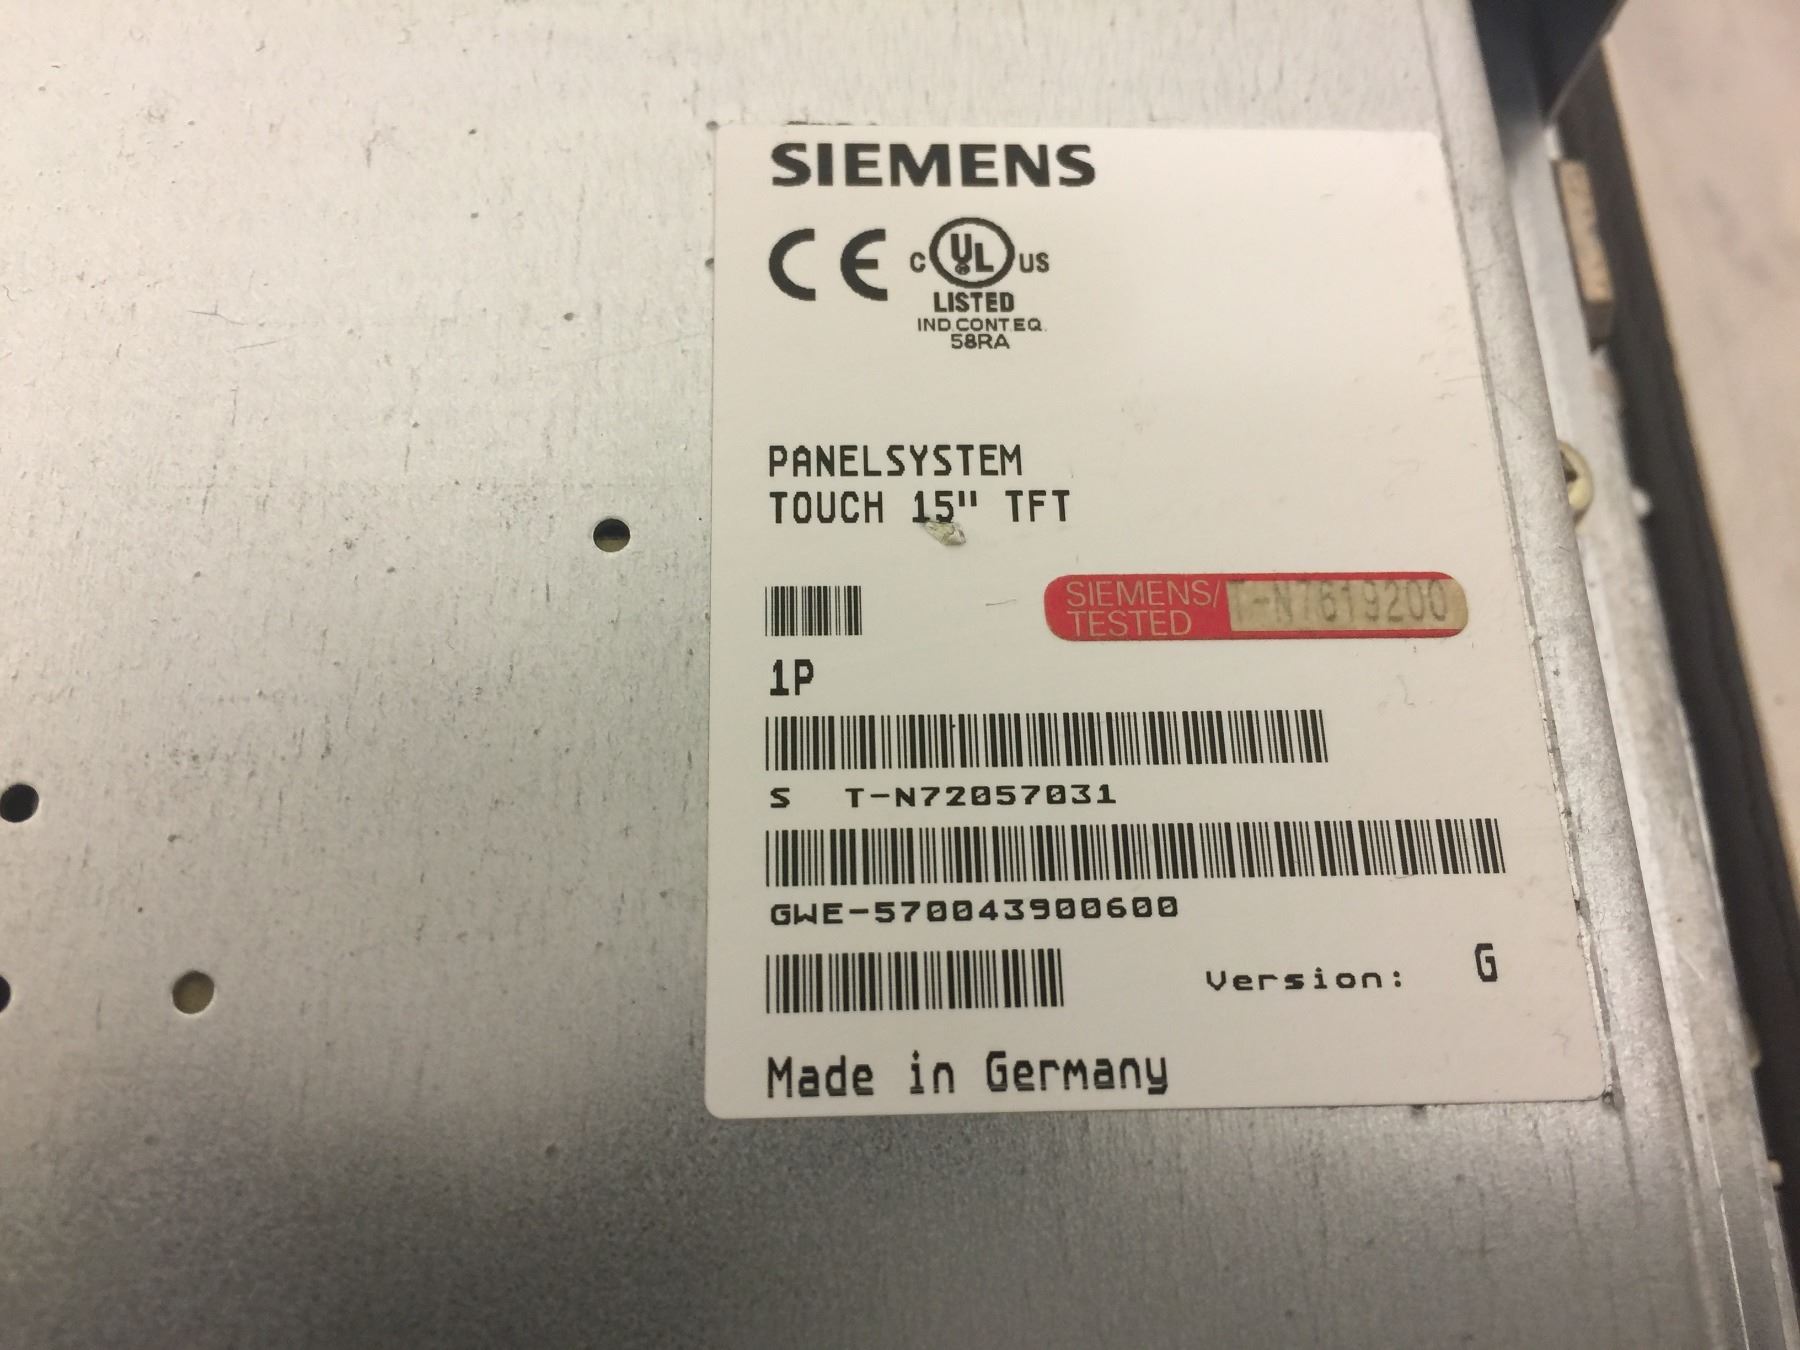 SIEMENS
CE C UL US
LISTED
IND.CONT.EQ.
58RA
PANELSYSTEM
TOUCH 15" TFT
SIEMENS/
TESTED T-N7619200
1P
S T-N72057031
GWE-570043900600
Version: G
Made in Germany